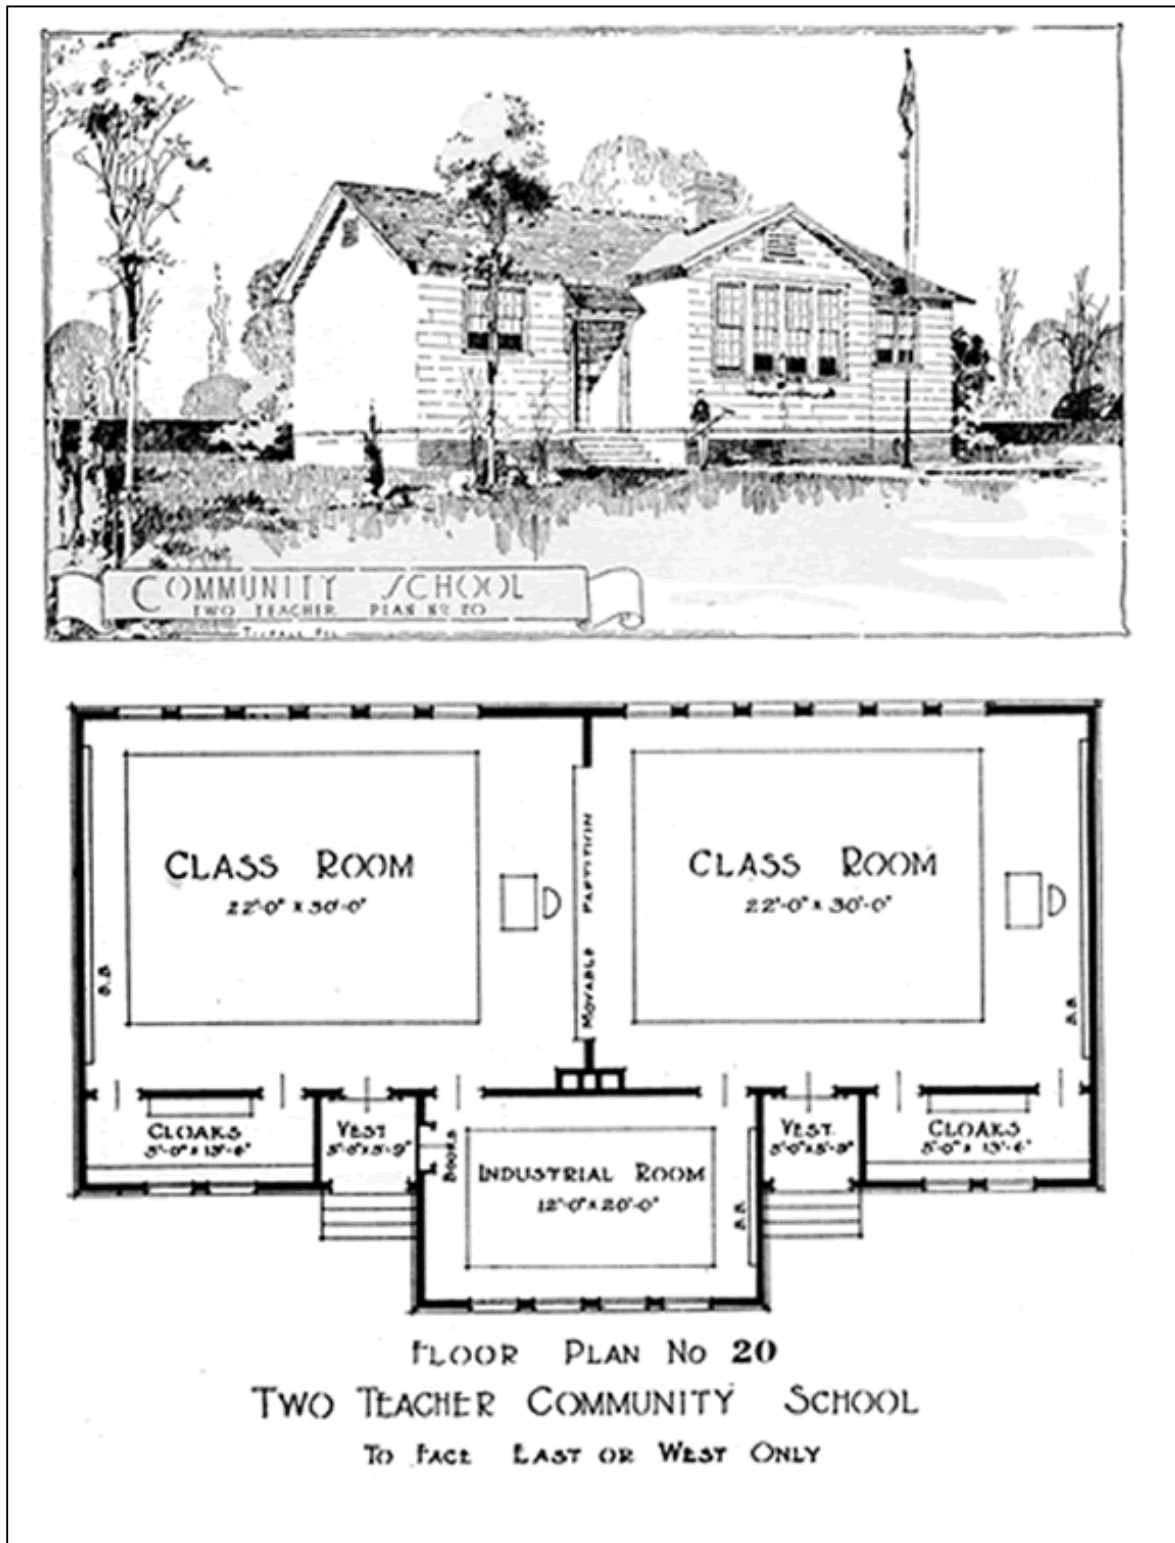 COMMUNITY SCHOOL
TWO TEACHER PLAN NO 20
CLASS ROOM
22'-0" x 30'-0"
B.B.
MOVABLE PARTITION
CLASS ROOM
22'-0" x 30'-0"
B.B.
CLOAKS
5'-0" x 13'-6"
VEST
5'-0" x 5'-9"
BOOKS
INDUSTRIAL ROOM
12'-0" x 20'-0"
B.B.
VEST.
5'-0" x 5'-9"
CLOAKS
5'-0" x 13'-6"
FLOOR PLAN NO 20
TWO TEACHER COMMUNITY SCHOOL
TO FACE EAST OR WEST ONLY